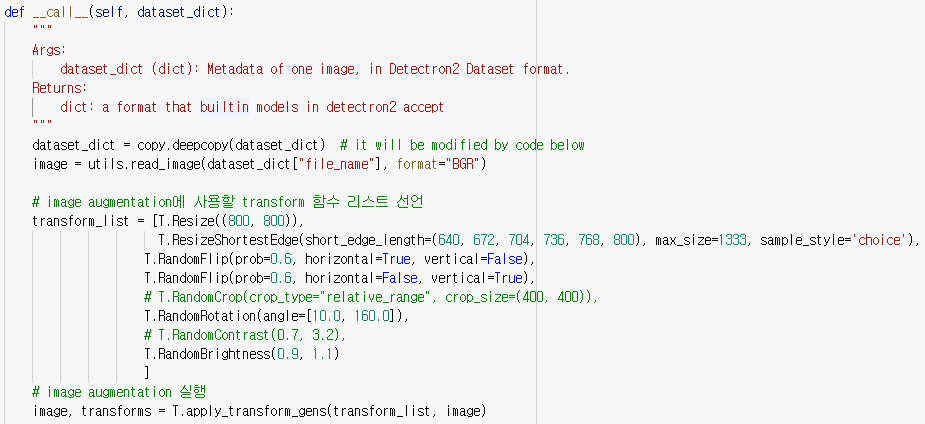 def __call__(self, dataset_dict):
"""
Args:
dataset_dict (dict): Metadata of one image, in Detectron2 Dataset format.
Returns:
dict: a format that builtin models in detectron2 accept
"""
dataset_dict = copy.deepcopy(dataset_dict)  # it will be modified by code below
image = utils.read_image(dataset_dict["file_name"], format="BGR")
# image augmentation에 사용할 transform 함수 리스트 선언
transform_list = [T.Resize((800, 800)),
T.ResizeShortestEdge(short_edge_length=(640, 672, 704, 736, 768, 800), max_size=1333, sample_style='choice'),
T.RandomFlip(prob=0.6, horizontal=True, vertical=False),
T.RandomFlip(prob=0.6, horizontal=False, vertical=True),
# T.RandomCrop(crop_type="relative_range", crop_size=(400, 400)),
T.RandomRotation(angle=[10.0, 160.0]),
# T.RandomContrast(0.7, 3.2),
T.RandomBrightness(0.9, 1.1)
]
# image augmentation 실행
image, transforms = T.apply_transform_gens(transform_list, image)